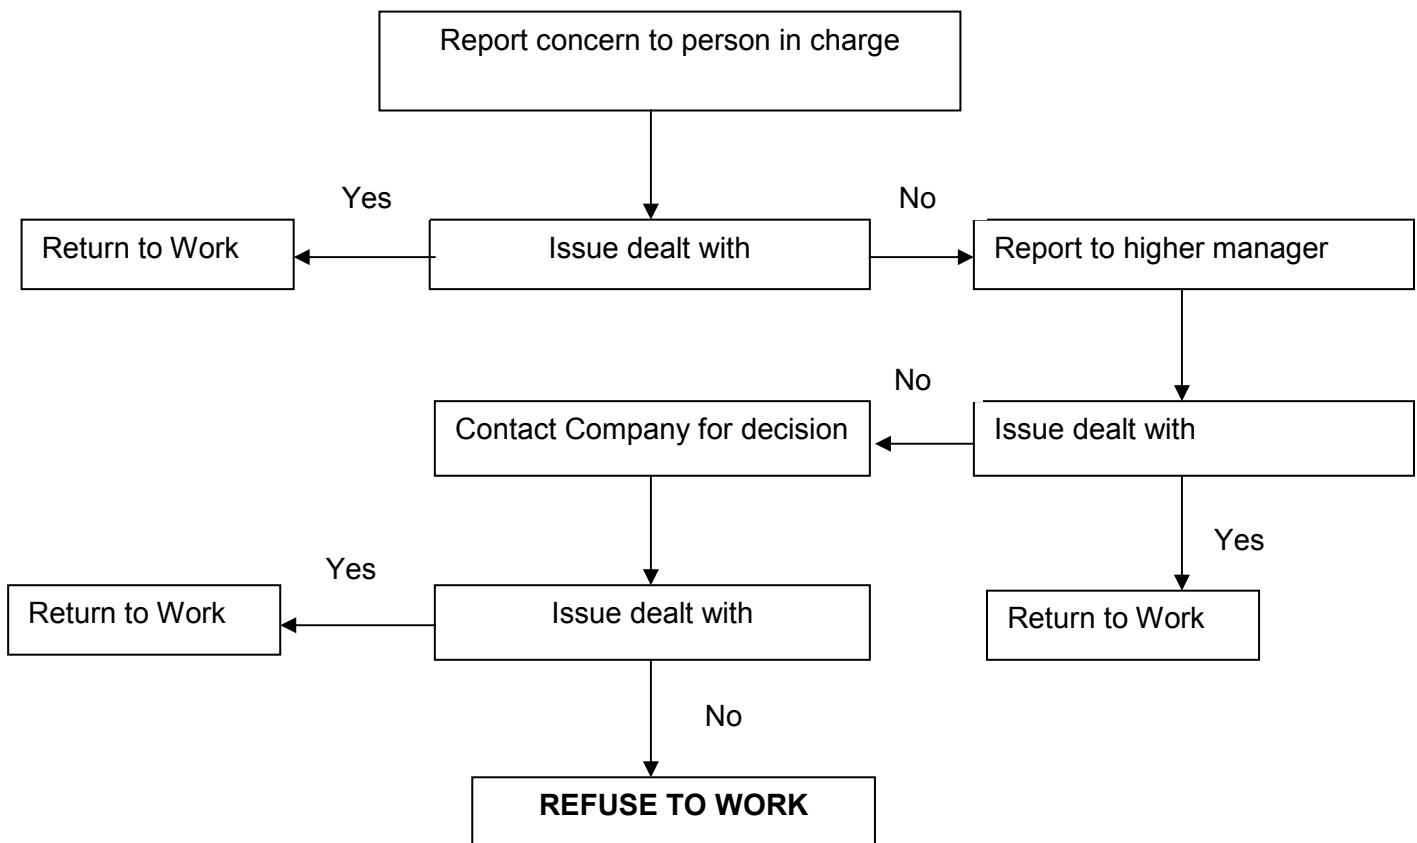 Report concern to person in charge
Yes
No
Return to Work
Issue dealt with
Report to higher manager
No
Contact Company for decision
Issue dealt with
Yes
Yes
Return to Work
Issue dealt with
Return to Work
No
REFUSE TO WORK